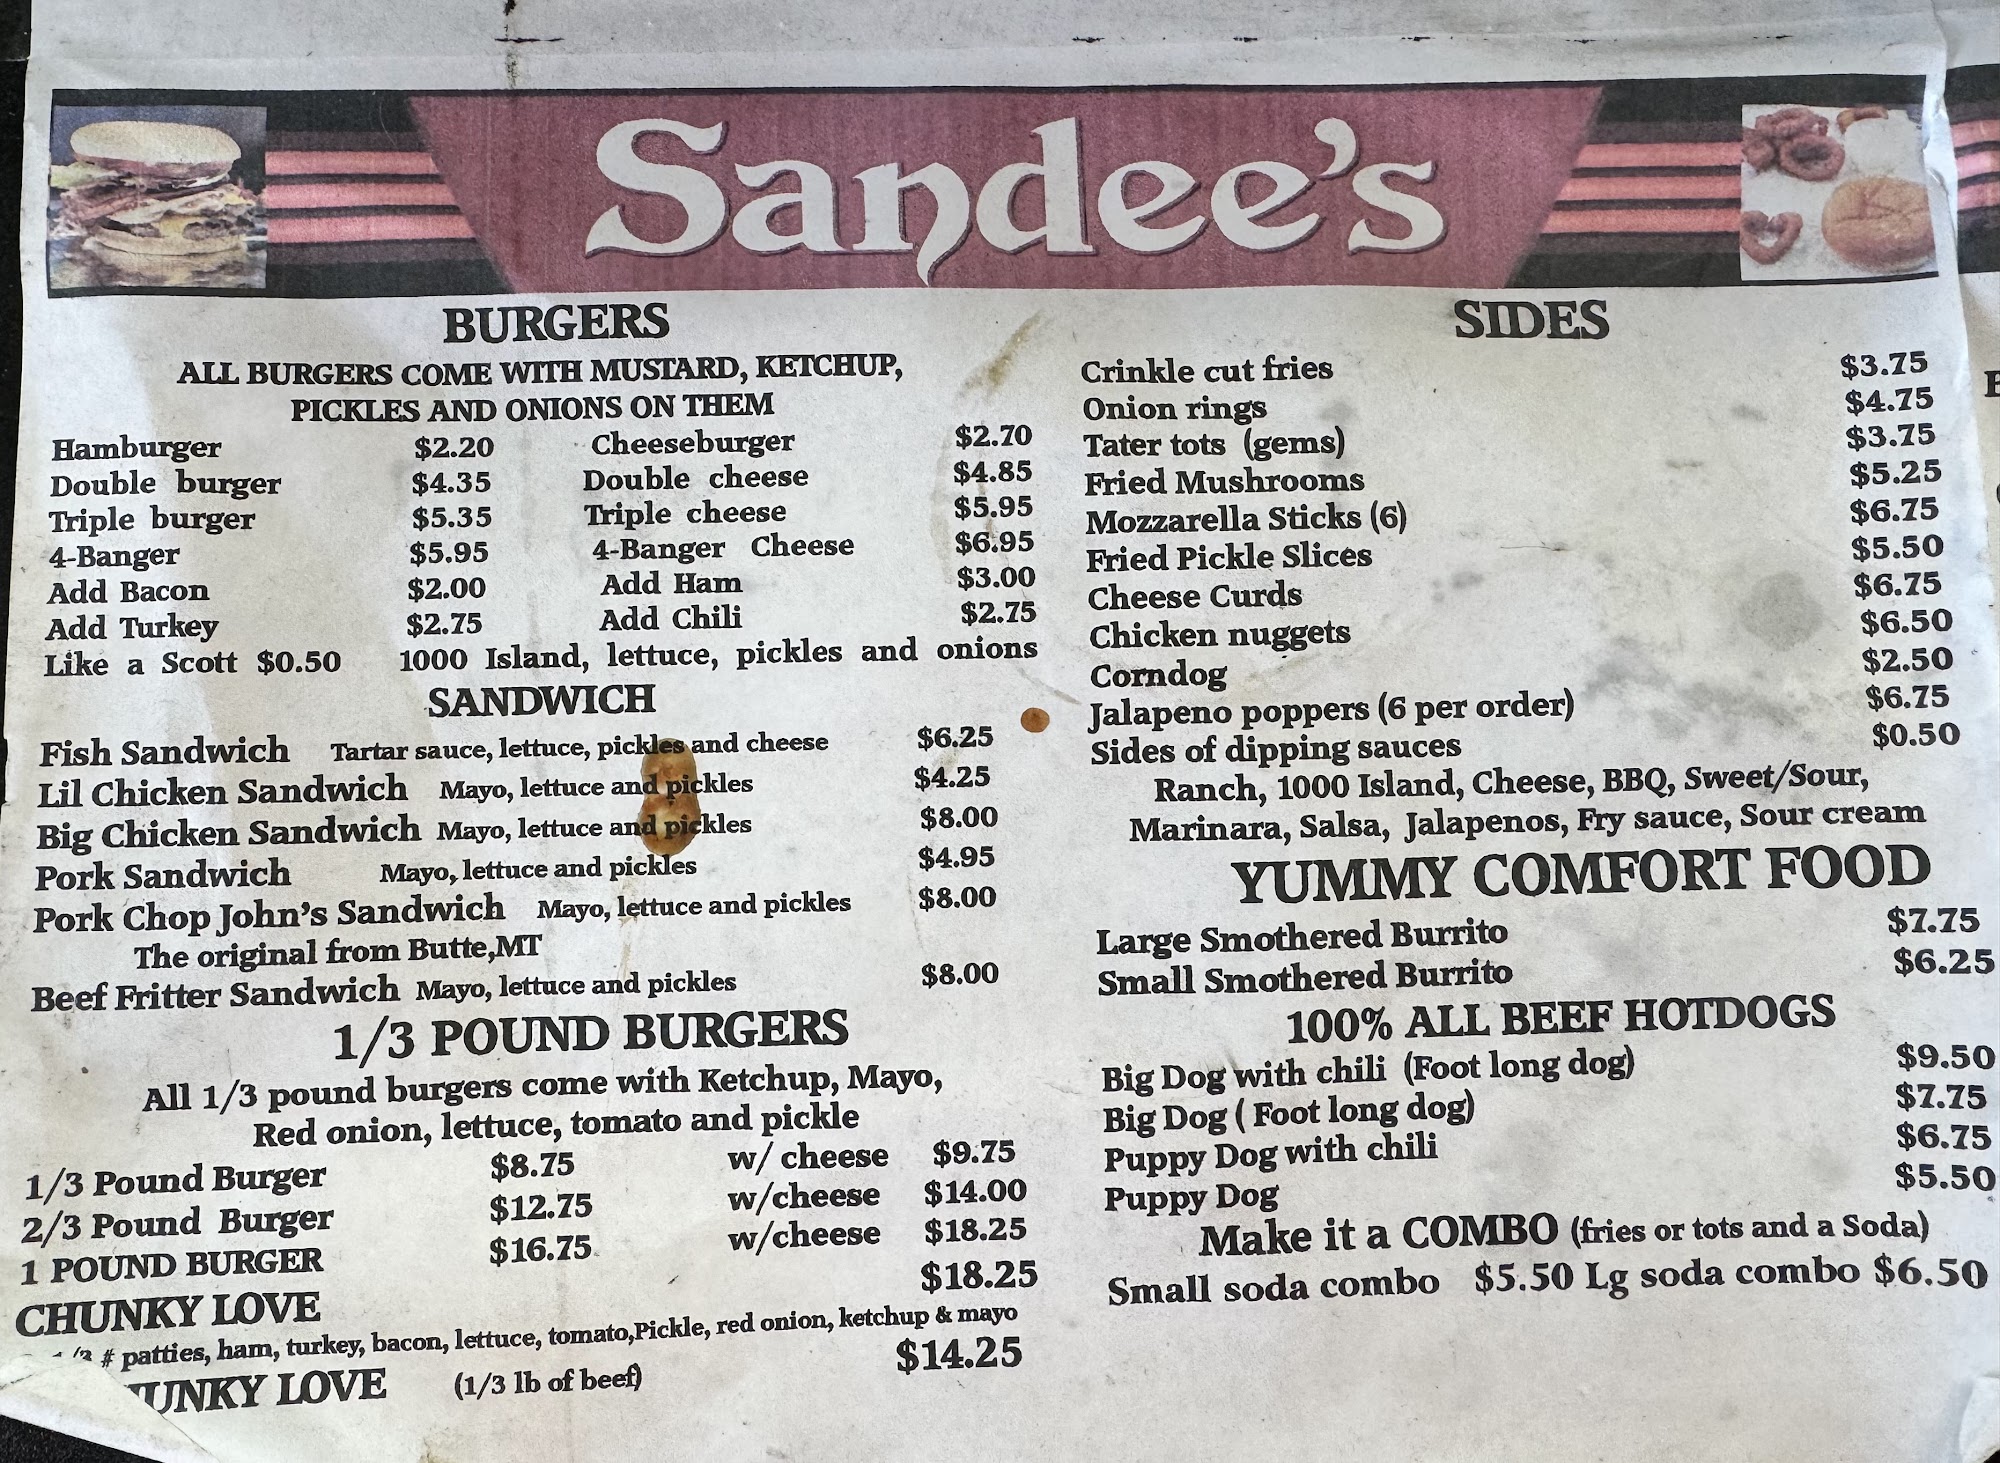 Sandee's
BURGERS
ALL BURGERS COME WITH MUSTARD, KETCHUP,
PICKLES AND ONIONS ON THEM
Hamburger $2.20 Cheeseburger $2.70
Double burger $4.35 Double cheese $4.85
Triple burger $5.35 Triple cheese $5.95
4-Banger $5.95 4-Banger Cheese $6.95
Add Bacon $2.00 Add Ham $3.00
Add Turkey $2.75 Add Chili $2.75
Like a Scott $0.50 1000 Island, lettuce, pickles and onions
SANDWICH
Fish Sandwich Tartar sauce, lettuce, pickles and cheese $6.25
Lil Chicken Sandwich Mayo, lettuce and pickles $4.25
Big Chicken Sandwich Mayo, lettuce and pickles $8.00
Pork Sandwich Mayo, lettuce and pickles $4.95
Pork Chop John's Sandwich Mayo, lettuce and pickles $8.00
The original from Butte,MT
Beef Fritter Sandwich Mayo, lettuce and pickles $8.00
1/3 POUND BURGERS
All 1/3 pound burgers come with Ketchup, Mayo,
Red onion, lettuce, tomato and pickle
1/3 Pound Burger $8.75 w/ cheese $9.75
2/3 Pound Burger $12.75 w/cheese $14.00
1 POUND BURGER $16.75 w/cheese $18.25
CHUNKY LOVE $18.25
# patties, ham, turkey, bacon, lettuce, tomato,Pickle, red onion, ketchup & mayo
UNKY LOVE (1/3 lb of beef) $14.25
SIDES
Crinkle cut fries $3.75
Onion rings $4.75
Tater tots (gems) $3.75
Fried Mushrooms $5.25
Mozzarella Sticks (6) $6.75
Fried Pickle Slices $5.50
Cheese Curds $6.75
Chicken nuggets $6.50
Corndog $2.50
Jalapeno poppers (6 per order) $6.75
Sides of dipping sauces $0.50
Ranch, 1000 Island, Cheese, BBQ, Sweet/Sour,
Marinara, Salsa, Jalapenos, Fry sauce, Sour cream
YUMMY COMFORT FOOD
Large Smothered Burrito $7.75
Small Smothered Burrito $6.25
100% ALL BEEF HOTDOGS
Big Dog with chili (Foot long dog) $9.50
Big Dog ( Foot long dog) $7.75
Puppy Dog with chili $6.75
Puppy Dog $5.50
Make it a COMBO (fries or tots and a Soda)
Small soda combo $5.50 Lg soda combo $6.50